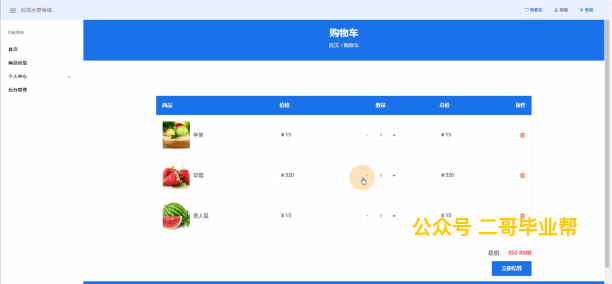 在线水果商城
购物车
客服
登录
导航菜单
首页
商品信息
个人中心
后台管理
购物车
首页 / 购物车
商品 价格 数量 总价 操作
苹果 ¥ 15 - 1 + ¥ 15
草莓 ¥ 320 - 1 + ¥ 320
美人瓜 ¥ 15 - 1 + ¥ 15
公众号 二哥毕业帮
总价 350 RMB
立即结算